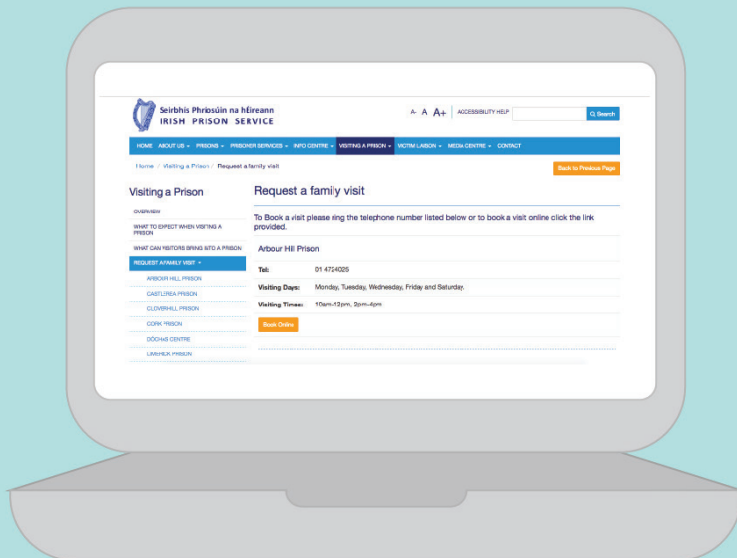 Seirbhís Phríosúin na hÉireann
IRISH PRISON SERVICE
A- A A+ ACCESSIBILITY HELP Search
HOME ABOUT US PRISONS PRISONER SERVICES INFO CENTRE VISITING A PRISON VICTIM LIAISON MEDIA CENTRE CONTACT
Home / Visiting a Prison / Request a family visit
Back to Previous Page
Visiting a Prison
OVERVIEW
WHAT TO EXPECT WHEN VISITING A
PRISON
WHAT CAN VISITORS BRING INTO A PRISON
REQUEST A FAMILY VISIT
ARBOUR HILL PRISON
CASTLEREA PRISON
CLOVERHILL PRISON
CORK PRISON
DÓCHAS CENTRE
LIMERICK PRISON
Request a family visit
To Book a visit please ring the telephone number listed below or to book a visit online click the link
provided.
Arbour Hill Prison
Tel: 01 4724025
Visiting Days: Monday, Tuesday, Wednesday, Friday and Saturday.
Visiting Times: 10am-12pm, 2pm-4pm
Book Online